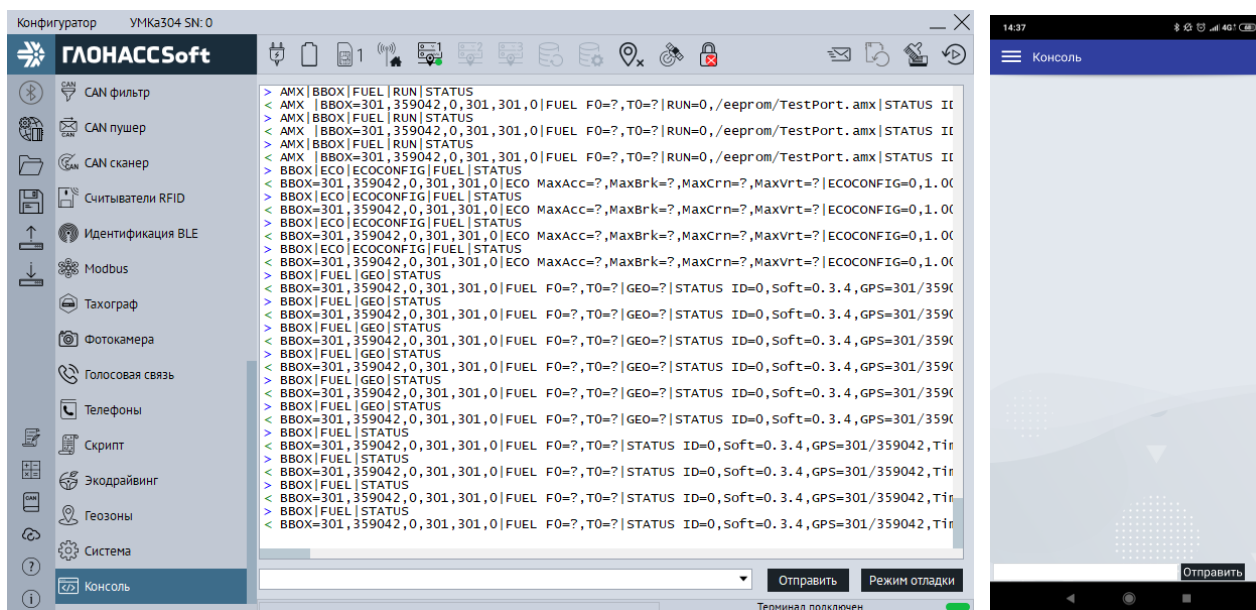 Конфигуратор УМКа304 SN: 0
ГЛОНАССSoft
1
CAN фильтр
CAN пушер
CAN сканер
Считыватели RFID
Идентификация BLE
Modbus
Тахограф
Фотокамера
Голосовая связь
Телефоны
Скрипт
Экодрайвинг
Геозоны
Система
Консоль
> AMX|BBOX|FUEL|RUN|STATUS
< AMX |BBOX=301,359042,0,301,301,0|FUEL F0=?,T0=?|RUN=0,/eeprom/TestPort.amx|STATUS ID
> AMX|BBOX|FUEL|RUN|STATUS
< AMX |BBOX=301,359042,0,301,301,0|FUEL F0=?,T0=?|RUN=0,/eeprom/TestPort.amx|STATUS ID
> AMX|BBOX|FUEL|RUN|STATUS
< AMX |BBOX=301,359042,0,301,301,0|FUEL F0=?,T0=?|RUN=0,/eeprom/TestPort.amx|STATUS ID
> BBOX|ECO|ECOCONFIG|FUEL|STATUS
< BBOX=301,359042,0,301,301,0|ECO MaxAcc=?,MaxBrk=?,MaxCrn=?,MaxVrt=?|ECOCONFIG=0,1.00
> BBOX|ECO|ECOCONFIG|FUEL|STATUS
< BBOX=301,359042,0,301,301,0|ECO MaxAcc=?,MaxBrk=?,MaxCrn=?,MaxVrt=?|ECOCONFIG=0,1.00
> BBOX|ECO|ECOCONFIG|FUEL|STATUS
< BBOX=301,359042,0,301,301,0|ECO MaxAcc=?,MaxBrk=?,MaxCrn=?,MaxVrt=?|ECOCONFIG=0,1.00
> BBOX|ECO|ECOCONFIG|FUEL|STATUS
< BBOX=301,359042,0,301,301,0|ECO MaxAcc=?,MaxBrk=?,MaxCrn=?,MaxVrt=?|ECOCONFIG=0,1.00
> BBOX|FUEL|GEO|STATUS
< BBOX=301,359042,0,301,301,0|FUEL F0=?,T0=?|GEO=?|STATUS ID=0,Soft=0.3.4,GPS=301/3590
> BBOX|FUEL|GEO|STATUS
< BBOX=301,359042,0,301,301,0|FUEL F0=?,T0=?|GEO=?|STATUS ID=0,Soft=0.3.4,GPS=301/3590
> BBOX|FUEL|GEO|STATUS
< BBOX=301,359042,0,301,301,0|FUEL F0=?,T0=?|GEO=?|STATUS ID=0,Soft=0.3.4,GPS=301/3590
> BBOX|FUEL|GEO|STATUS
< BBOX=301,359042,0,301,301,0|FUEL F0=?,T0=?|GEO=?|STATUS ID=0,Soft=0.3.4,GPS=301/3590
> BBOX|FUEL|GEO|STATUS
< BBOX=301,359042,0,301,301,0|FUEL F0=?,T0=?|GEO=?|STATUS ID=0,Soft=0.3.4,GPS=301/3590
> BBOX|FUEL|GEO|STATUS
< BBOX=301,359042,0,301,301,0|FUEL F0=?,T0=?|GEO=?|STATUS ID=0,Soft=0.3.4,GPS=301/3590
> BBOX|FUEL|STATUS
< BBOX=301,359042,0,301,301,0|FUEL F0=?,T0=?|STATUS ID=0,Soft=0.3.4,GPS=301/359042,Tim
> BBOX|FUEL|STATUS
< BBOX=301,359042,0,301,301,0|FUEL F0=?,T0=?|STATUS ID=0,Soft=0.3.4,GPS=301/359042,Tim
> BBOX|FUEL|STATUS
< BBOX=301,359042,0,301,301,0|FUEL F0=?,T0=?|STATUS ID=0,Soft=0.3.4,GPS=301/359042,Tim
> BBOX|FUEL|STATUS
< BBOX=301,359042,0,301,301,0|FUEL F0=?,T0=?|STATUS ID=0,Soft=0.3.4,GPS=301/359042,Tim
Отправить Режим отладки
Терминал подключен
14:37 4G
Консоль
Отправить